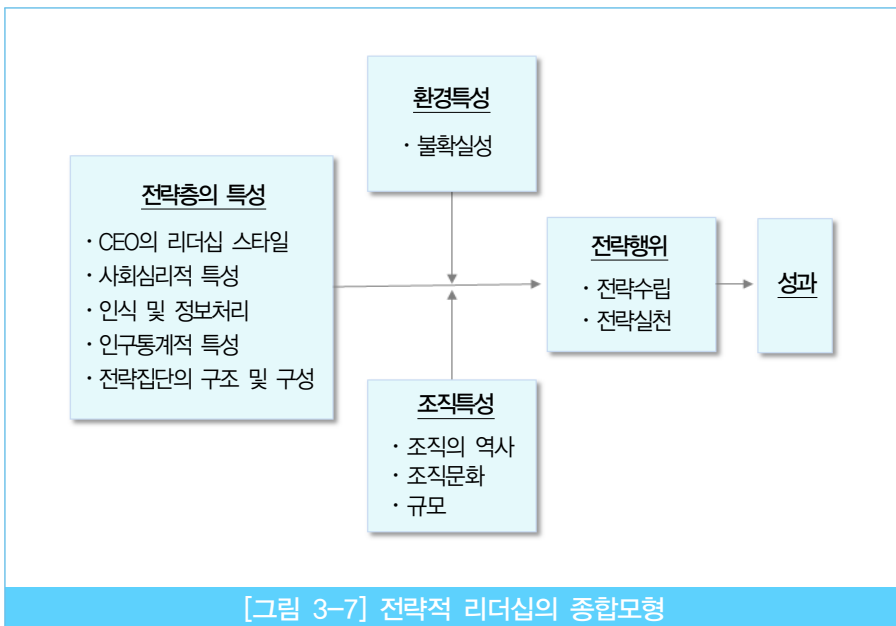 환경특성
· 불확실성
전략층의 특성
· CEO의 리더십 스타일
· 사회심리적 특성
· 인식 및 정보처리
· 인구통계적 특성
· 전략집단의 구조 및 구성
전략행위
· 전략수립
· 전략실천
성과
조직특성
· 조직의 역사
· 조직문화
· 규모
[그림 3-7] 전략적 리더십의 종합모형